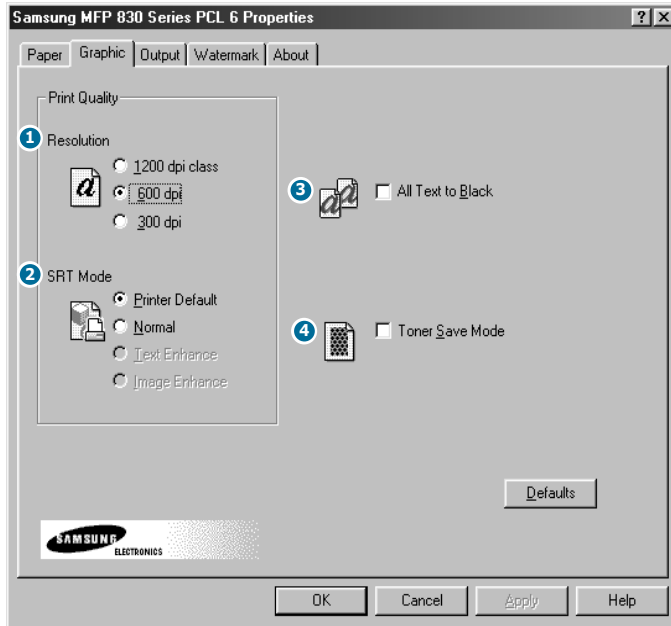 Samsung MFP 830 Series PCL 6 Properties
? X
Paper Graphic Output Watermark About
Print Quality
1 Resolution
a
1200 dpi class
600 dpi
300 dpi
2 SRT Mode
Printer Default
Normal
Text Enhance
Image Enhance
3 aa All Text to Black
4 Toner Save Mode
Defaults
SAMSUNG
ELECTRONICS
OK Cancel Apply Help